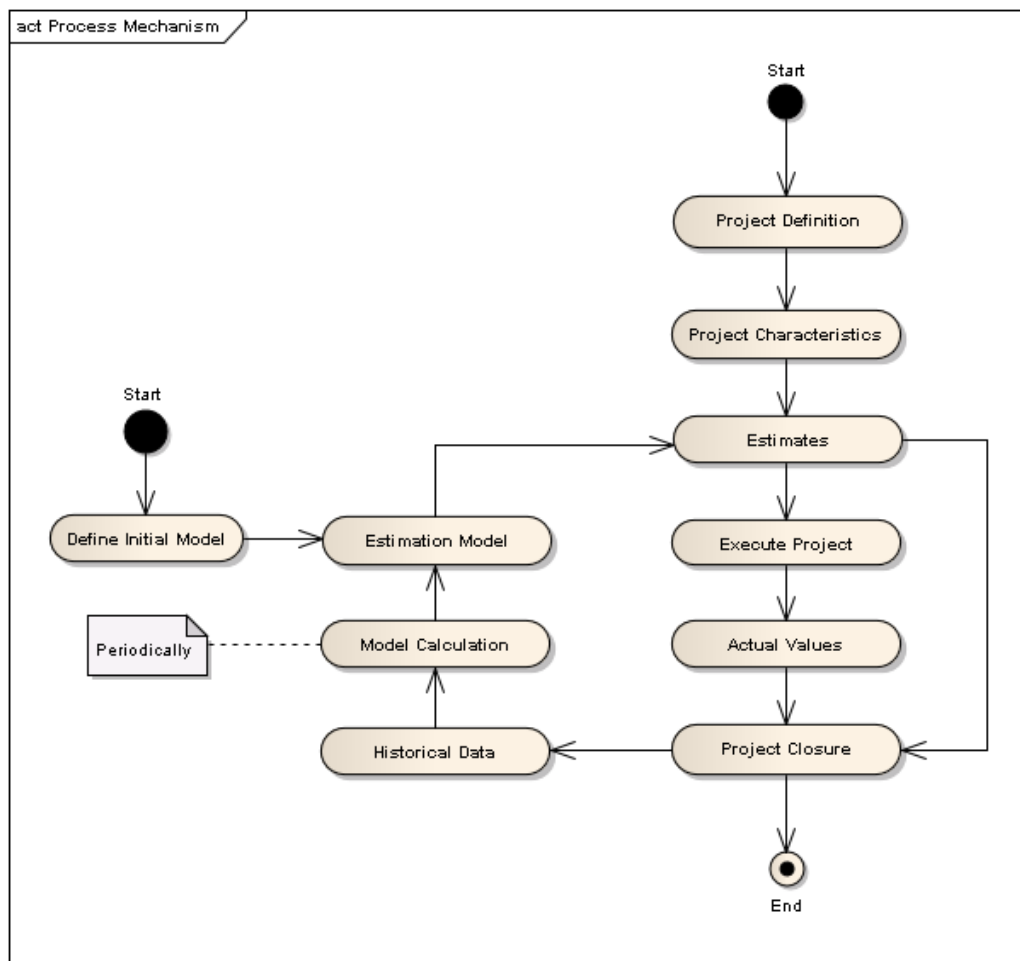 act Process Mechanism
Start
Project Definition
Project Characteristics
Start
Estimates
Define Initial Model
Estimation Model
Execute Project
Periodically
Model Calculation
Actual Values
Historical Data
Project Closure
End